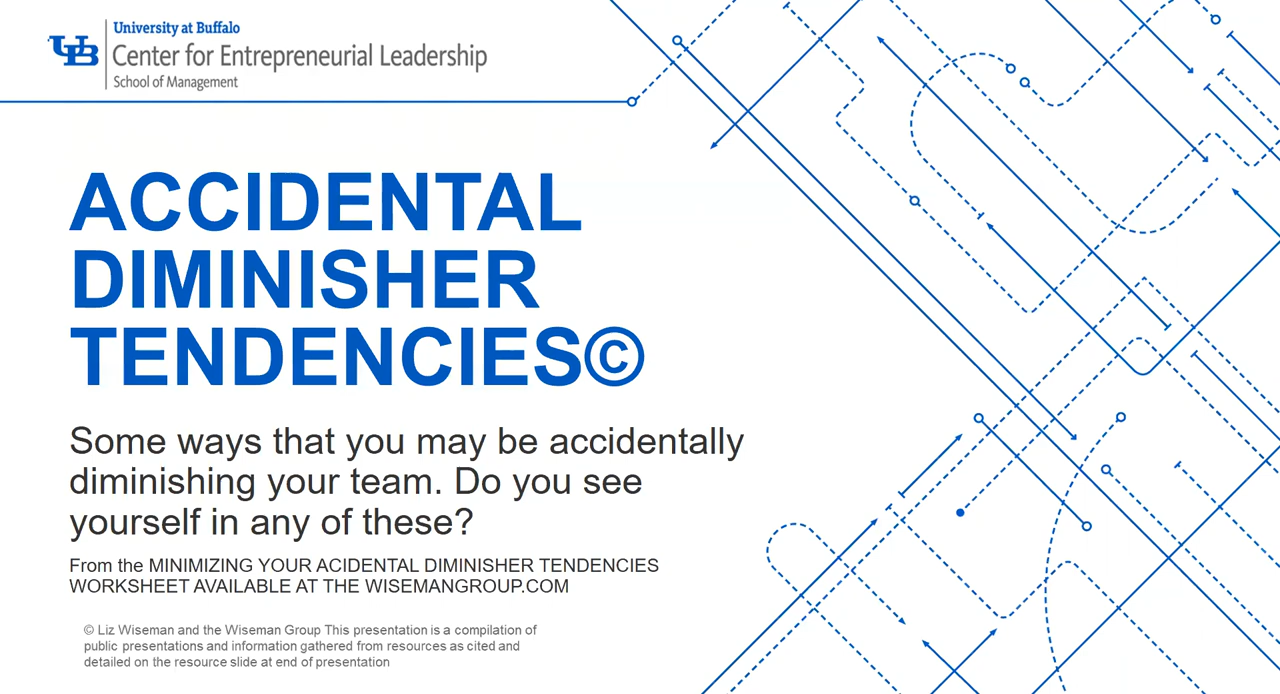 UB
University at Buffalo
Center for Entrepreneurial Leadership
School of Management
ACCIDENTAL
DIMINISHER
TENDENCIES©
Some ways that you may be accidentally
diminishing your team. Do you see
yourself in any of these?
From the MINIMIZING YOUR ACIDENTAL DIMINISHER TENDENCIES
WORKSHEET AVAILABLE AT THE WISEMANGROUP.COM
© Liz Wiseman and the Wiseman Group This presentation is a compilation of
public presentations and information gathered from resources as cited and
detailed on the resource slide at end of presentation